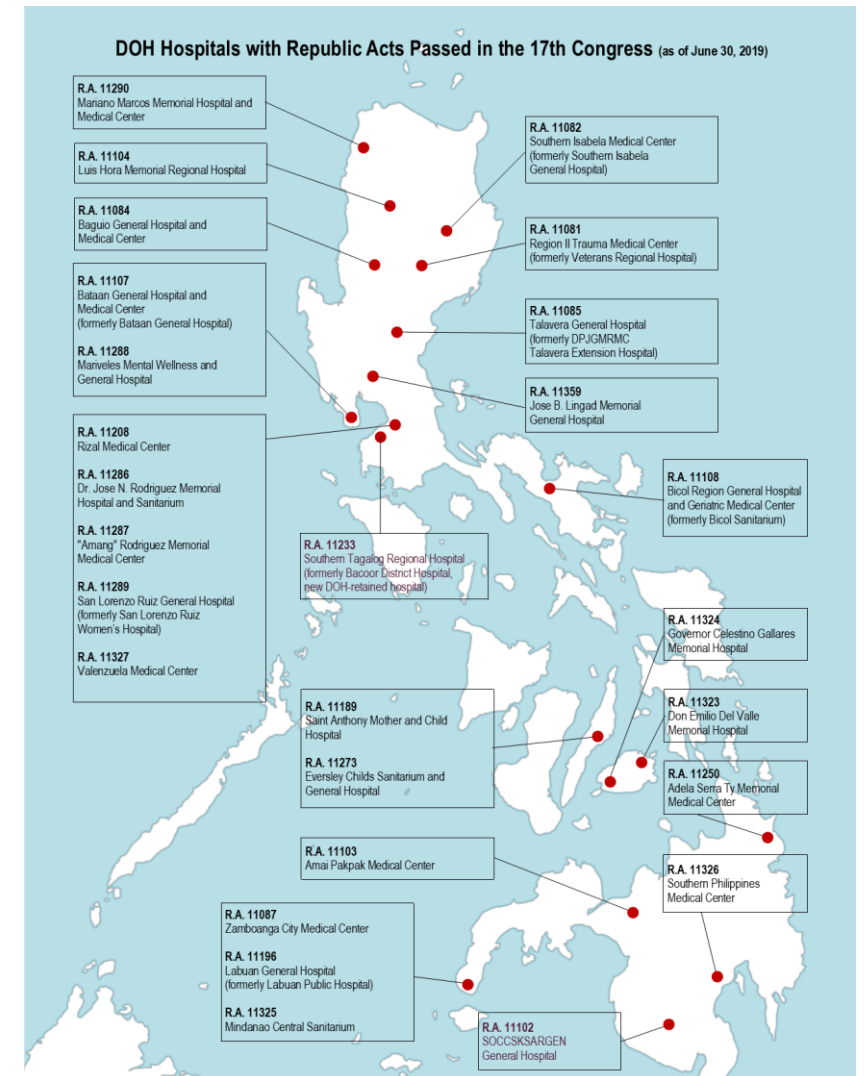 DOH Hospitals with Republic Acts Passed in the 17th Congress (as of June 30, 2019)
R.A. 11290
Mariano Marcos Memorial Hospital and
Medical Center
R.A. 11104
Luis Hora Memorial Regional Hospital
R.A. 11084
Baguio General Hospital and
Medical Center
R.A. 11107
Bataan General Hospital and
Medical Center
(formerly Bataan General Hospital)
R.A. 11288
Mariveles Mental Wellness and
General Hospital
R.A. 11208
Rizal Medical Center
R.A. 11286
Dr. Jose N. Rodriguez Memorial
Hospital and Sanitarium
R.A. 11287
"Amang" Rodriguez Memorial
Medical Center
R.A. 11289
San Lorenzo Ruiz General Hospital
(formerly San Lorenzo Ruiz
Women's Hospital)
R.A. 11327
Valenzuela Medical Center
R.A. 11082
Southern Isabela Medical Center
(formerly Southern Isabela
General Hospital)
R.A. 11081
Region II Trauma Medical Center
(formerly Veterans Regional Hospital)
R.A. 11085
Talavera General Hospital
(formerly DPJGMRMC
Talavera Extension Hospital)
R.A. 11359
Jose B. Lingad Memorial
General Hospital
R.A. 11108
Bicol Region General Hospital
and Geriatric Medical Center
(formerly Bicol Sanitarium)
R.A. 11233
Southern Tagalog Regional Hospital
(formerly Bacoor District Hospital,
new DOH-retained hospital)
R.A. 11324
Governor Celestino Gallares
Memorial Hospital
R.A. 11323
Don Emilio Del Valle
Memorial Hospital
R.A. 11250
Adela Serra Ty Memorial
Medical Center
R.A. 11189
Saint Anthony Mother and Child
Hospital
R.A. 11273
Eversley Childs Sanitarium and
General Hospital
R.A. 11103
Amai Pakpak Medical Center
R.A. 11326
Southern Philippines
Medical Center
R.A. 11087
Zamboanga City Medical Center
R.A. 11196
Labuan General Hospital
(formerly Labuan Public Hospital)
R.A. 11325
Mindanao Central Sanitarium
R.A. 11102
SOCCSKSARGEN
General Hospital